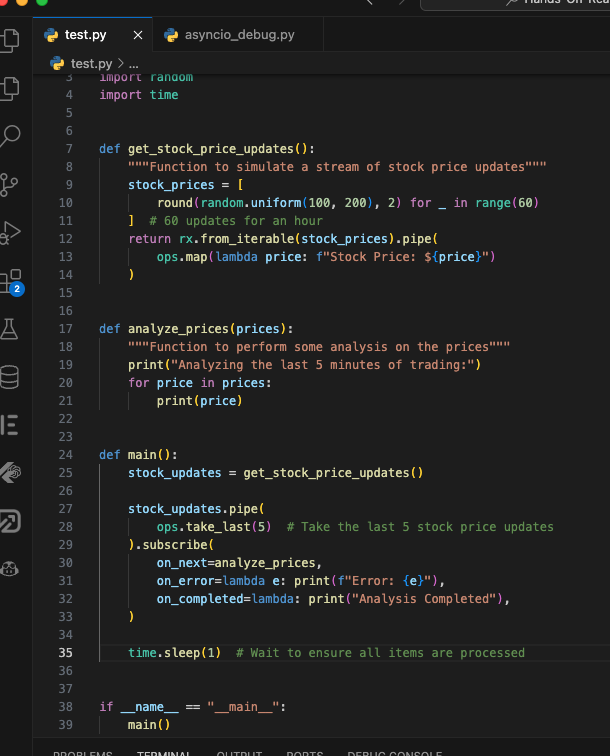 Hands-On-Rea
test.py
asyncio_debug.py
test.py > ...
3 import random
4 import time
5
6
7 def get_stock_price_updates():
8 """Function to simulate a stream of stock price updates"""
9 stock_prices = [
10 round(random.uniform(100, 200), 2) for _ in range(60)
11 ] # 60 updates for an hour
12 return rx.from_iterable(stock_prices).pipe(
13 ops.map(lambda price: f"Stock Price: ${price}")
14 )
15
16
17 def analyze_prices(prices):
18 """Function to perform some analysis on the prices"""
19 print("Analyzing the last 5 minutes of trading:")
20 for price in prices:
21 print(price)
22
23
24 def main():
25 stock_updates = get_stock_price_updates()
26
27 stock_updates.pipe(
28 ops.take_last(5) # Take the last 5 stock price updates
29 ).subscribe(
30 on_next=analyze_prices,
31 on_error=lambda e: print(f"Error: {e}"),
32 on_completed=lambda: print("Analysis Completed"),
33 )
34
35 time.sleep(1) # Wait to ensure all items are processed
36
37
38 if __name__ == "__main__":
39 main()
2
PROBLEMS TERMINAL OUTPUT PORTS DEBUG CONSOLE